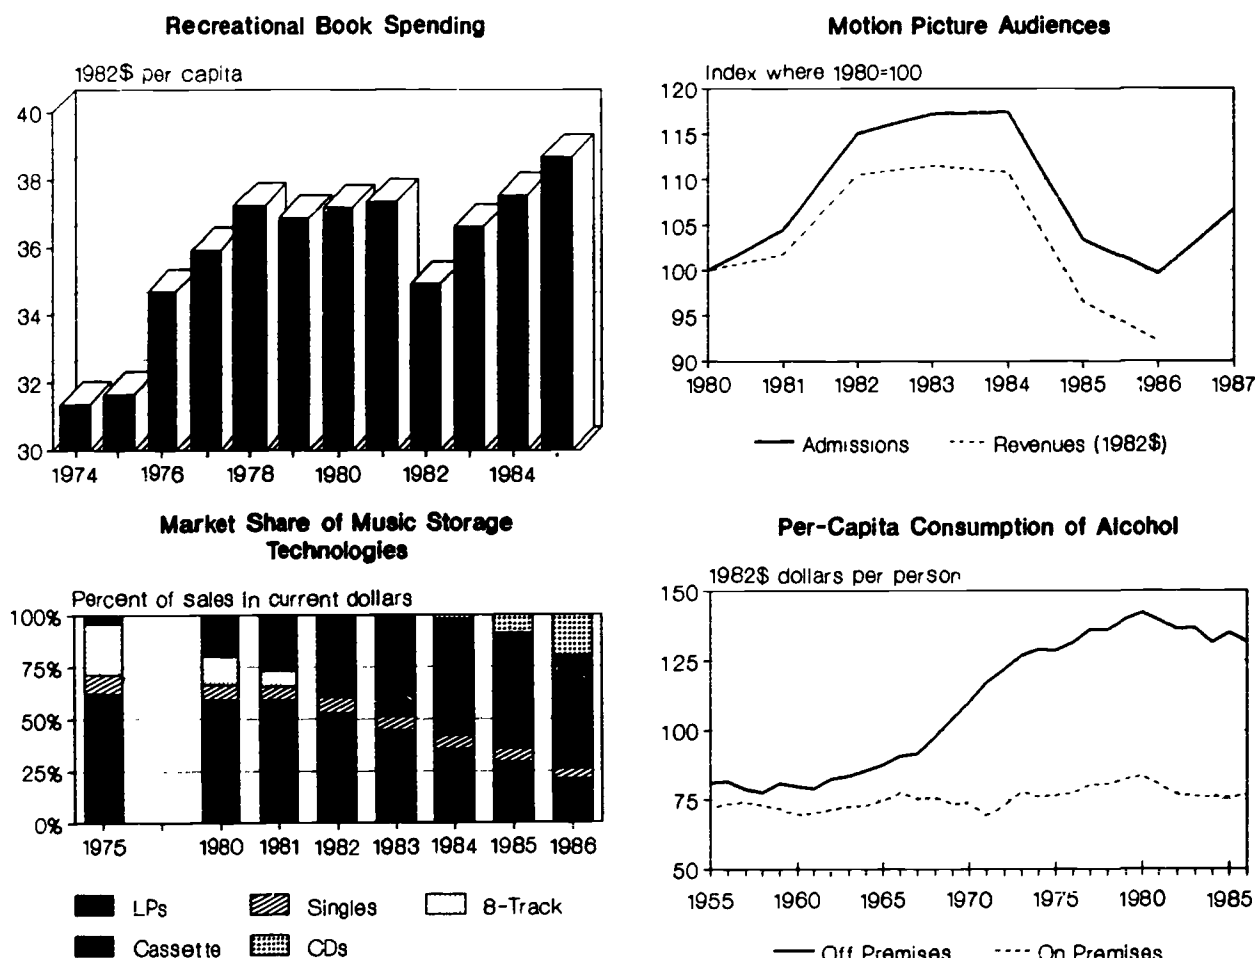 Recreational Book Spending
1982$ per capita
40
38
36
34
32
30
1974 1976 1978 1980 1982 1984
Motion Picture Audiences
Index where 1980=100
120
115
110
105
100
95
90
1980 1981 1982 1983 1984 1985 1986 1987
Admissions Revenues (1982$)
Market Share of Music Storage
Technologies
Percent of sales in current dollars
100%
75%
50%
25%
0%
1975 1980 1981 1982 1983 1984 1985 1986
LPs Singles 8-Track
Cassette CDs
Per-Capita Consumption of Alcohol
1982$ dollars per person
150
125
100
75
50
1955 1960 1965 1970 1975 1980 1985
Off Premises On Premises